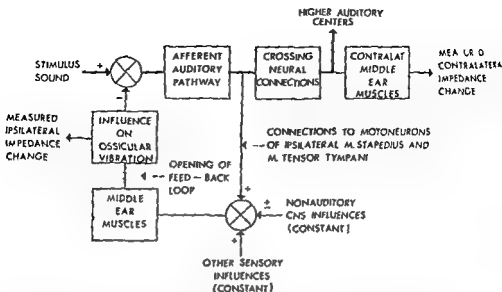 HIGHER AUDITORY
CENTERS
STIMULUS
SOUND
+
−
AFFERENT
AUDITORY
PATHWAY
CROSSING
NEURAL
CONNECTIONS
CONTRALAT
MIDDLE
EAR
MUSCLES
MEA UR D
CONTRALATERA
IMPEDANCE
CHANGE
MEASURED
IPSILATERAL
IMPEDANCE
CHANGE
INFLUENCE
ON
OSSICULAR
VIBRATION
CONNECTIONS TO MOTONEURONS
OF IPSILATERAL M. STAPEDIUS AND
M. TENSOR TYMPANI
OPENING OF
FEED-BACK
LOOP
MIDDLE
EAR
MUSCLES
+
±
NONAUDITORY
CNS INFLUENCES
(CONSTANT)
+
OTHER SENSORY
INFLUENCES
(CONSTANT)